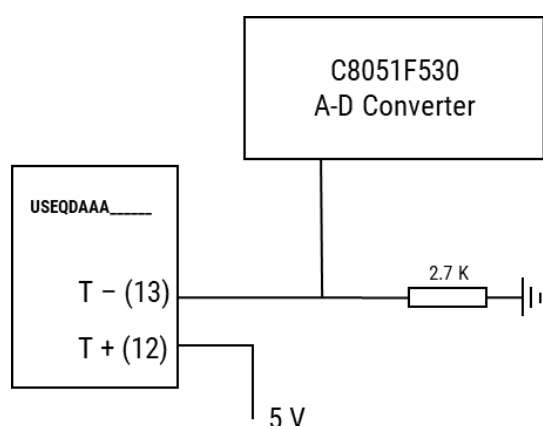 C8051F530
A-D Converter
USEQDAAA______
T – (13)
2.7 K
T + (12)
5 V